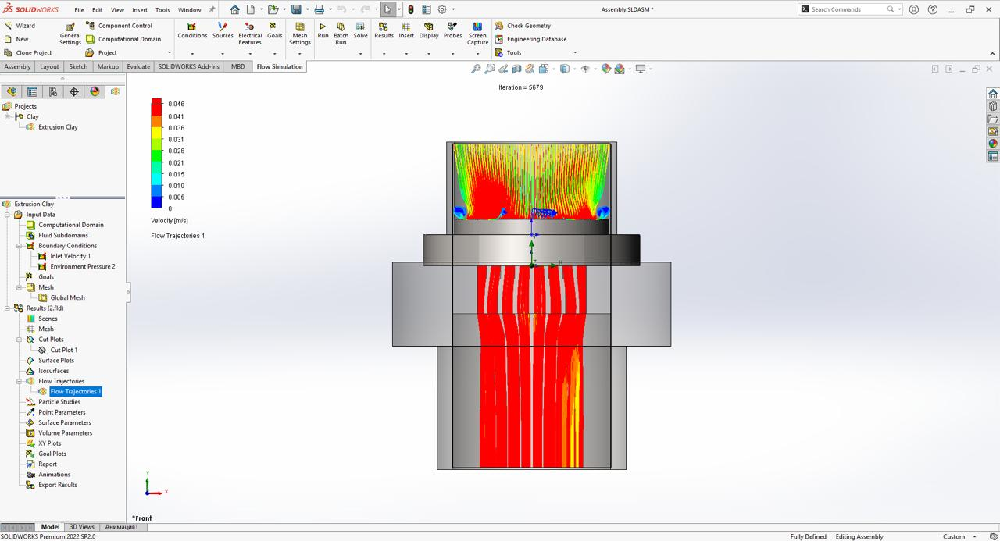 SOLIDWORKS File Edit View Insert Tools Window Assembly.SLDASM * Search Commands
Wizard
New
Clone Project
General Settings
Component Control
Computational Domain
Project
Conditions
Sources
Electrical Features
Goals
Mesh Settings
Run
Batch Run
Solve
Results
Insert
Display
Probes
Screen Capture
Check Geometry
Engineering Database
Tools
Assembly Layout Sketch Markup Evaluate SOLIDWORKS Add-Ins MBD Flow Simulation
Projects
Clay
Extrusion Clay
Extrusion Clay
Input Data
Computational Domain
Fluid Subdomains
Boundary Conditions
Inlet Velocity 1
Environment Pressure 2
Goals
Mesh
Global Mesh
Results (2.fld)
Scenes
Mesh
Cut Plots
Cut Plot 1
Surface Plots
Isosurfaces
Flow Trajectories
Flow Trajectories 1
Particle Studies
Point Parameters
Surface Parameters
Volume Parameters
XY Plots
Goal Plots
Report
Animations
Export Results
Iteration = 5679
0.046
0.041
0.036
0.031
0.026
0.021
0.015
0.010
0.005
0
Velocity [m/s]
Flow Trajectories 1
X
Y
X
*Front
Model 3D Views Анимация1
SOLIDWORKS Premium 2022 SP2.0 Fully Defined Editing Assembly Custom